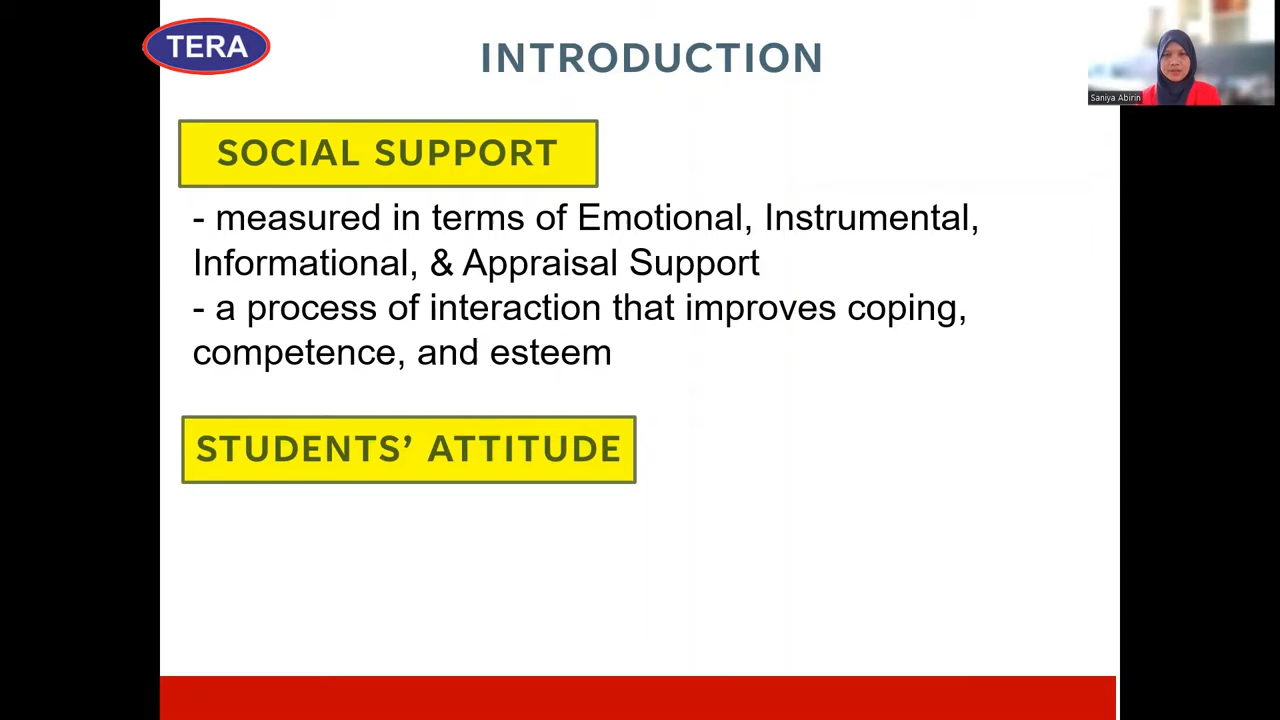 TERA
INTRODUCTION
Saniya Abirin
SOCIAL SUPPORT
- measured in terms of Emotional, Instrumental,
Informational, & Appraisal Support
- a process of interaction that improves coping,
competence, and esteem
STUDENTS’ ATTITUDE